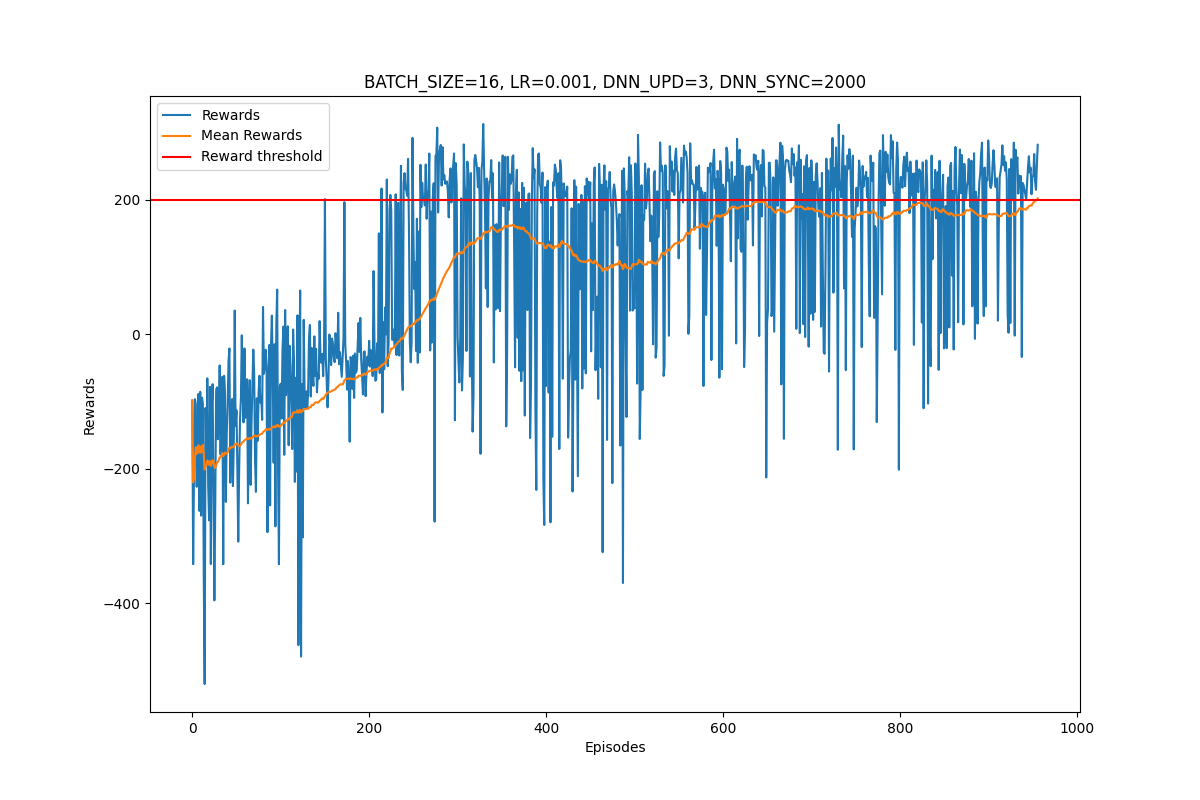 BATCH_SIZE=16, LR=0.001, DNN_UPD=3, DNN_SYNC=2000
Rewards
Mean Rewards
Reward threshold
200
0
−200
−400
Rewards
0
200
400
600
800
1000
Episodes